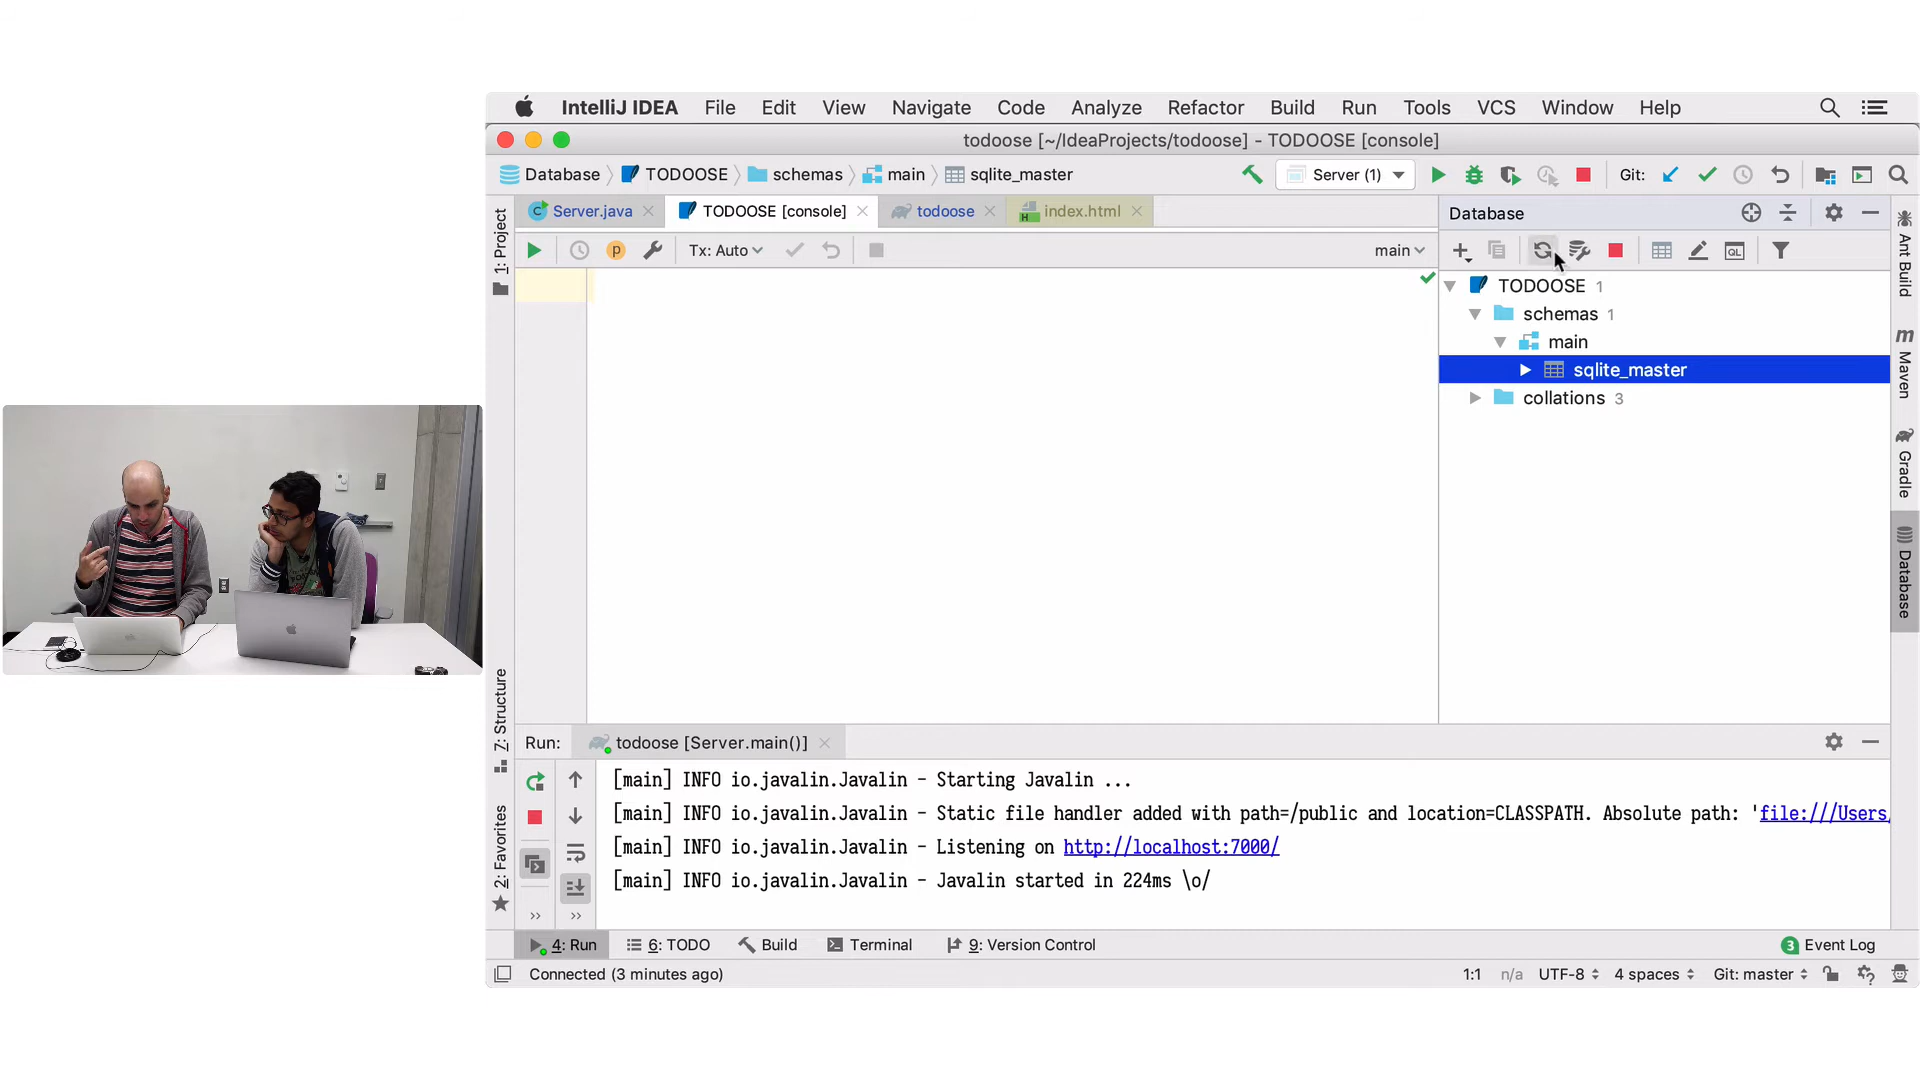 IntelliJ IDEA File Edit View Navigate Code Analyze Refactor Build Run Tools VCS Window Help
todoose [~/IdeaProjects/todoose] - TODOOSE [console]
Database TODOOSE schemas main sqlite_master Server (1) Git:
Server.java TODOOSE [console] todoose index.html
Database
Tx: Auto main
TODOOSE 1
schemas 1
main
sqlite_master
collations 3
1: Project
Z: Structure
2: Favorites
Ant Build
Maven
Gradle
Database
Run: todoose [Server.main()]
[main] INFO io.javalin.Javalin - Starting Javalin ...
[main] INFO io.javalin.Javalin - Static file handler added with path=/public and location=CLASSPATH. Absolute path: 'file:///Users/
[main] INFO io.javalin.Javalin - Listening on http://localhost:7000/
[main] INFO io.javalin.Javalin - Javalin started in 224ms \o/
4: Run 6: TODO Build Terminal 9: Version Control 3 Event Log
Connected (3 minutes ago) 1:1 n/a UTF-8 4 spaces Git: master